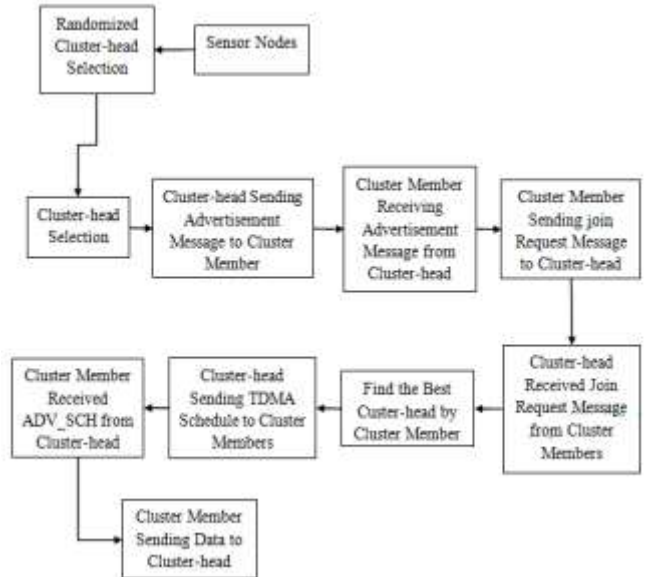 Randomized
Cluster-head
Selection
Sensor Nodes
Cluster-head
Selection
Cluster-head Sending
Advertisement
Message to Cluster
Member
Cluster Member
Receiving
Advertisement
Message from
Cluster-head
Cluster Member
Sending join
Request Message
to Cluster-head
Cluster-head
Received Join
Request Message
from Cluster
Members
Find the Best
Custer-head by
Cluster Member
Cluster-head
Sending TDMA
Schedule to Cluster
Members
Cluster Member
Received
ADV_SCH from
Cluster-head
Cluster Member
Sending Data to
Cluster-head